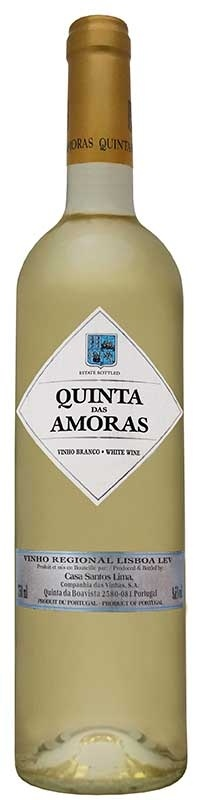 AMORAS QUINTA
ESTATE BOTTLED
QUINTA
DAS
AMORAS
VINHO BRANCO • WHITE WINE
VINHO REGIONAL LISBOA LEV
Produit et mis en Bouteille par: / Produced & Bottled by:
Casa Santos Lima,
Companhia das Vinhas, S.A.
Quinta da Boavista 2580-081 Portugal
PRODUIT DU PORTUGAL - PRODUCT OF PORTUGAL
750 ml